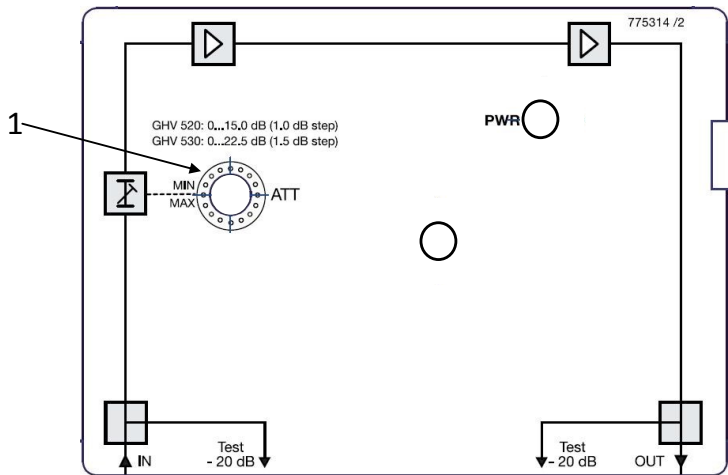 775314 /2
1
GHV 520: 0...15.0 dB (1.0 dB step)
GHV 530: 0...22.5 dB (1.5 dB step)
PWR
MIN
MAX
ATT
IN
Test
- 20 dB
Test
- 20 dB
OUT